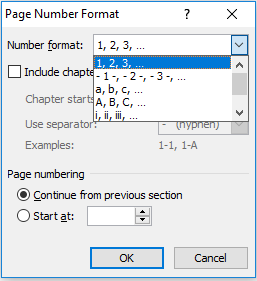 Page Number Format
Number format: 1, 2, 3, ...
1, 2, 3, ...
- 1 -, - 2 -, - 3 -, ...
a, b, c, ...
A, B, C, ...
i, ii, iii, ...
Include chapte
Chapter starts
Use separator: - (hyphen)
Examples: 1-1, 1-A
Page numbering
Continue from previous section
Start at:
OK Cancel